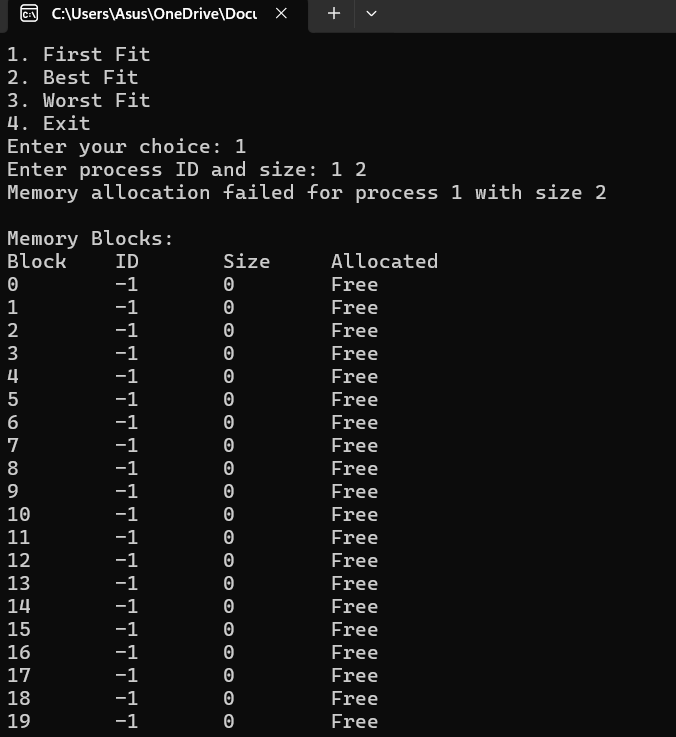 C:\Users\Asus\OneDrive\Docu
1. First Fit
2. Best Fit
3. Worst Fit
4. Exit
Enter your choice: 1
Enter process ID and size: 1 2
Memory allocation failed for process 1 with size 2
Memory Blocks:
Block ID Size Allocated
0 -1 0 Free
1 -1 0 Free
2 -1 0 Free
3 -1 0 Free
4 -1 0 Free
5 -1 0 Free
6 -1 0 Free
7 -1 0 Free
8 -1 0 Free
9 -1 0 Free
10 -1 0 Free
11 -1 0 Free
12 -1 0 Free
13 -1 0 Free
14 -1 0 Free
15 -1 0 Free
16 -1 0 Free
17 -1 0 Free
18 -1 0 Free
19 -1 0 Free